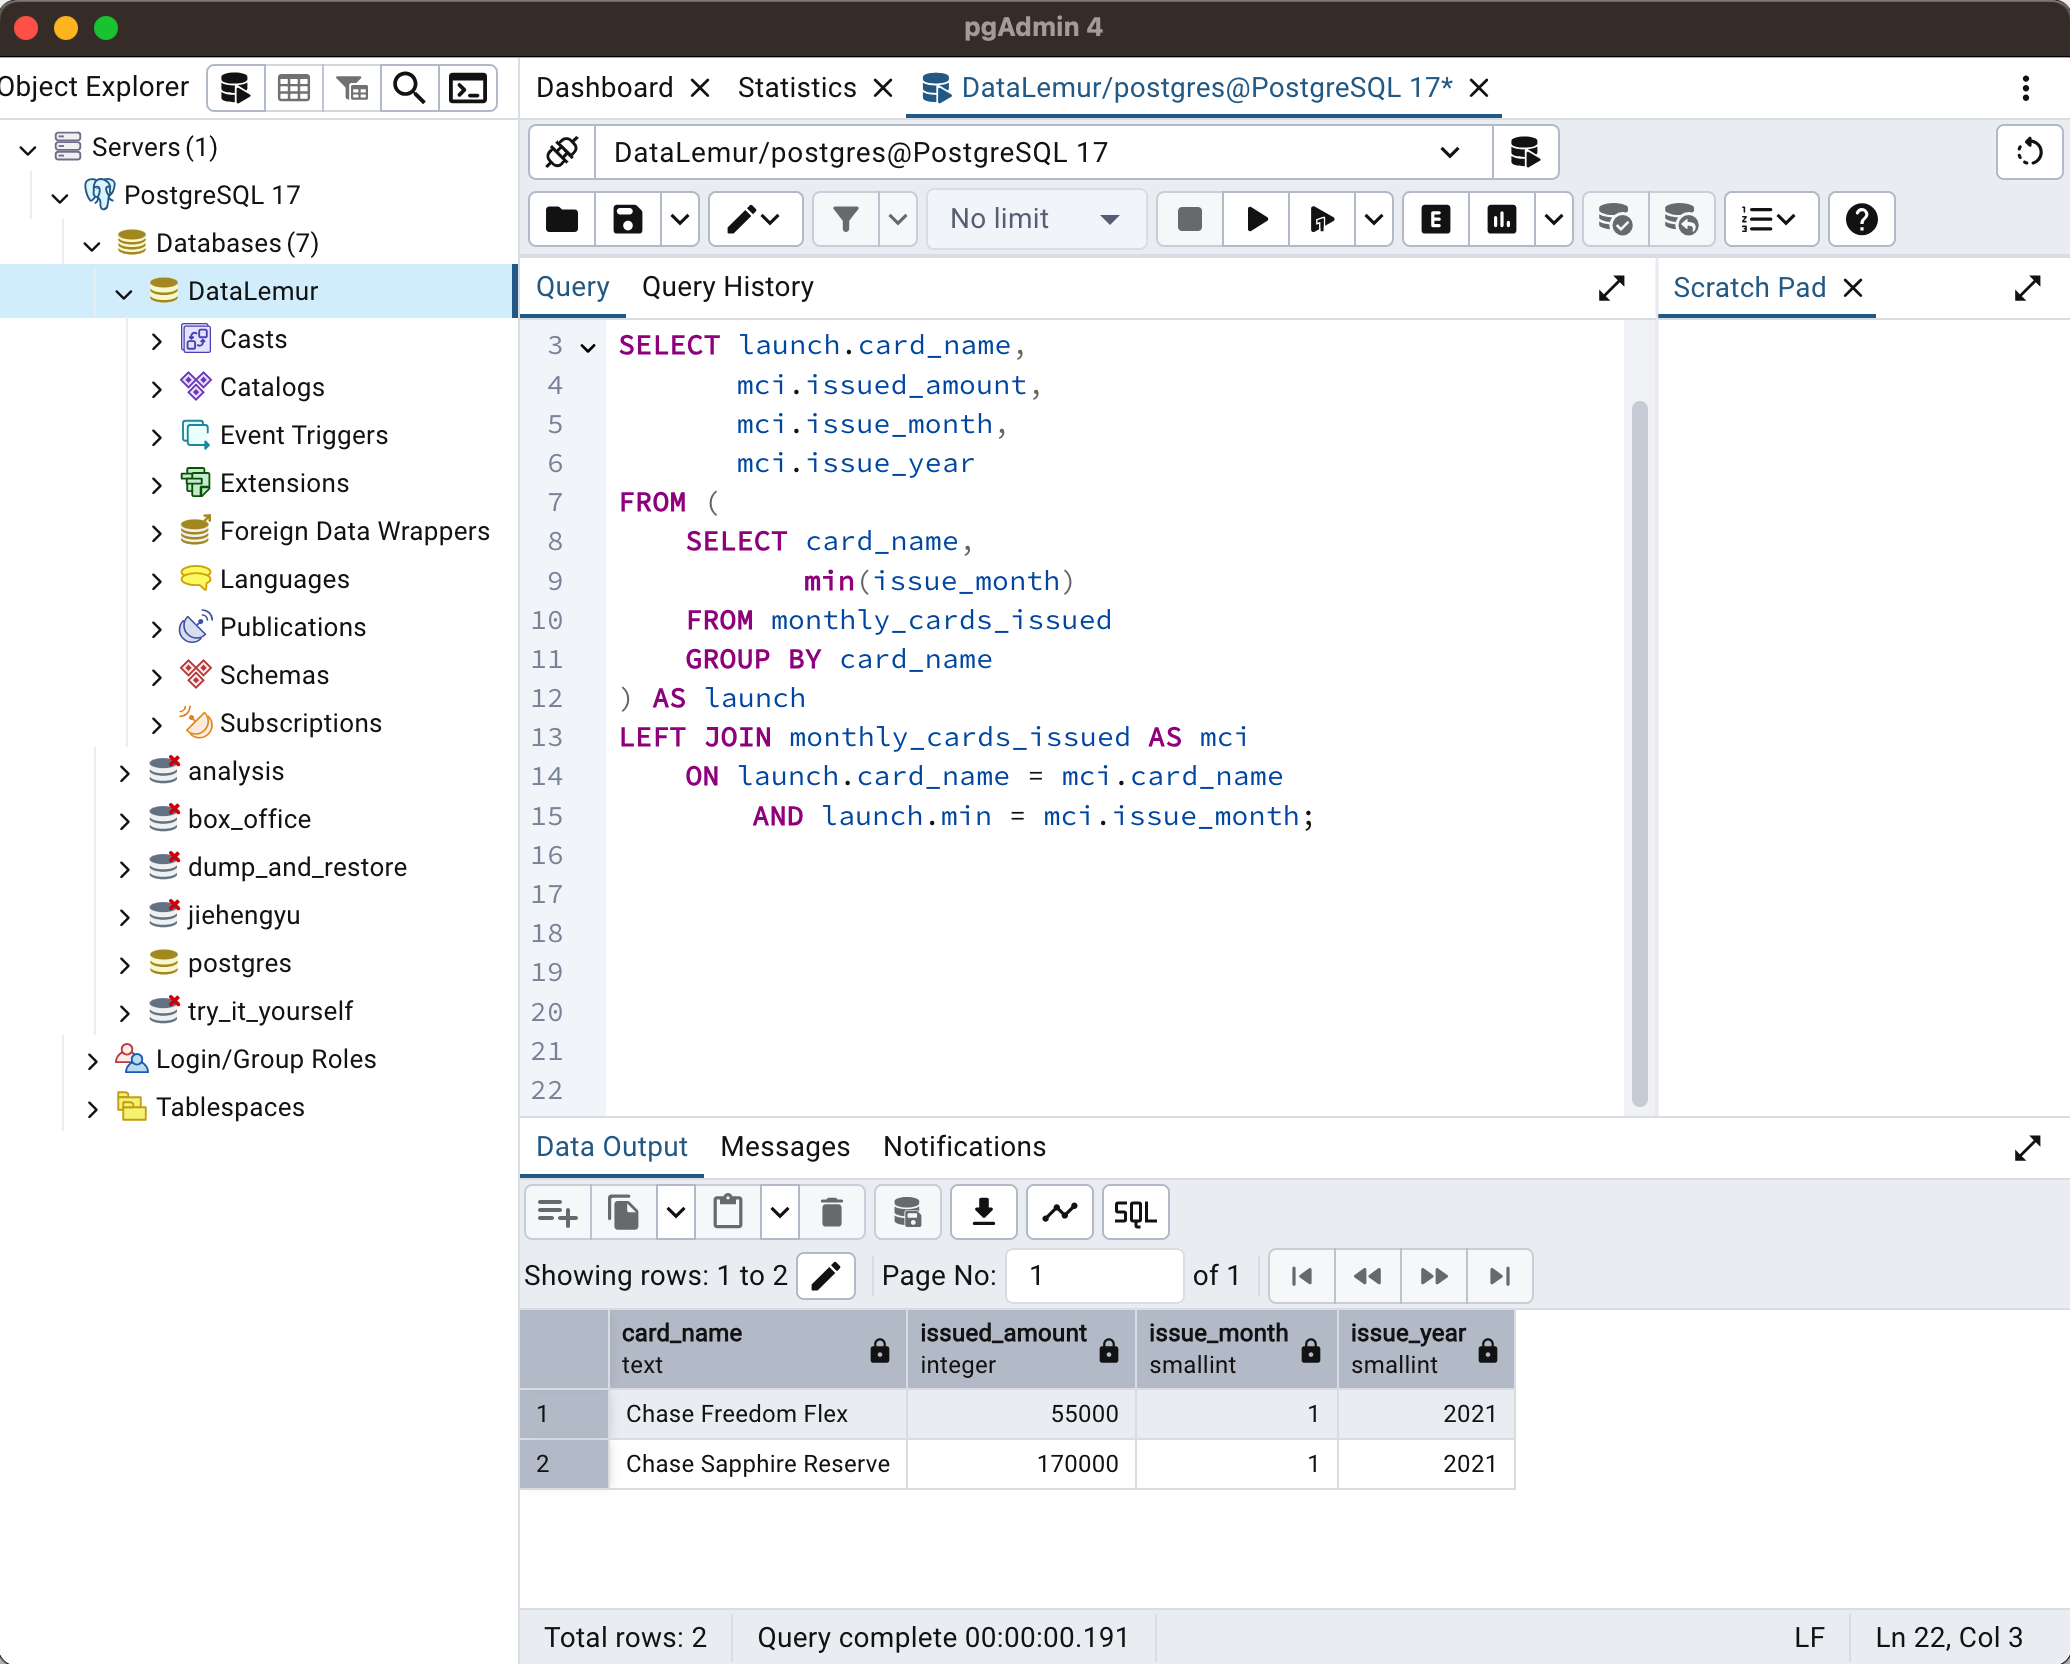 pgAdmin 4
Object Explorer
Servers (1)
PostgreSQL 17
Databases (7)
DataLemur
Casts
Catalogs
Event Triggers
Extensions
Foreign Data Wrappers
Languages
Publications
Schemas
Subscriptions
analysis
box_office
dump_and_restore
jiehengyu
postgres
try_it_yourself
Login/Group Roles
Tablespaces
Dashboard Statistics DataLemur/postgres@PostgreSQL 17*
DataLemur/postgres@PostgreSQL 17
No limit E
Query Query History Scratch Pad
3 SELECT launch.card_name,
4 mci.issued_amount,
5 mci.issue_month,
6 mci.issue_year
7 FROM (
8 SELECT card_name,
9 min(issue_month)
10 FROM monthly_cards_issued
11 GROUP BY card_name
12 ) AS launch
13 LEFT JOIN monthly_cards_issued AS mci
14 ON launch.card_name = mci.card_name
15 AND launch.min = mci.issue_month;
16
17
18
19
20
21
22
Data Output Messages Notifications
SQL
Showing rows: 1 to 2 Page No: 1 of 1
card_name issued_amount issue_month issue_year
text integer smallint smallint
1 Chase Freedom Flex 55000 1 2021
2 Chase Sapphire Reserve 170000 1 2021
Total rows: 2 Query complete 00:00:00.191 LF Ln 22, Col 3